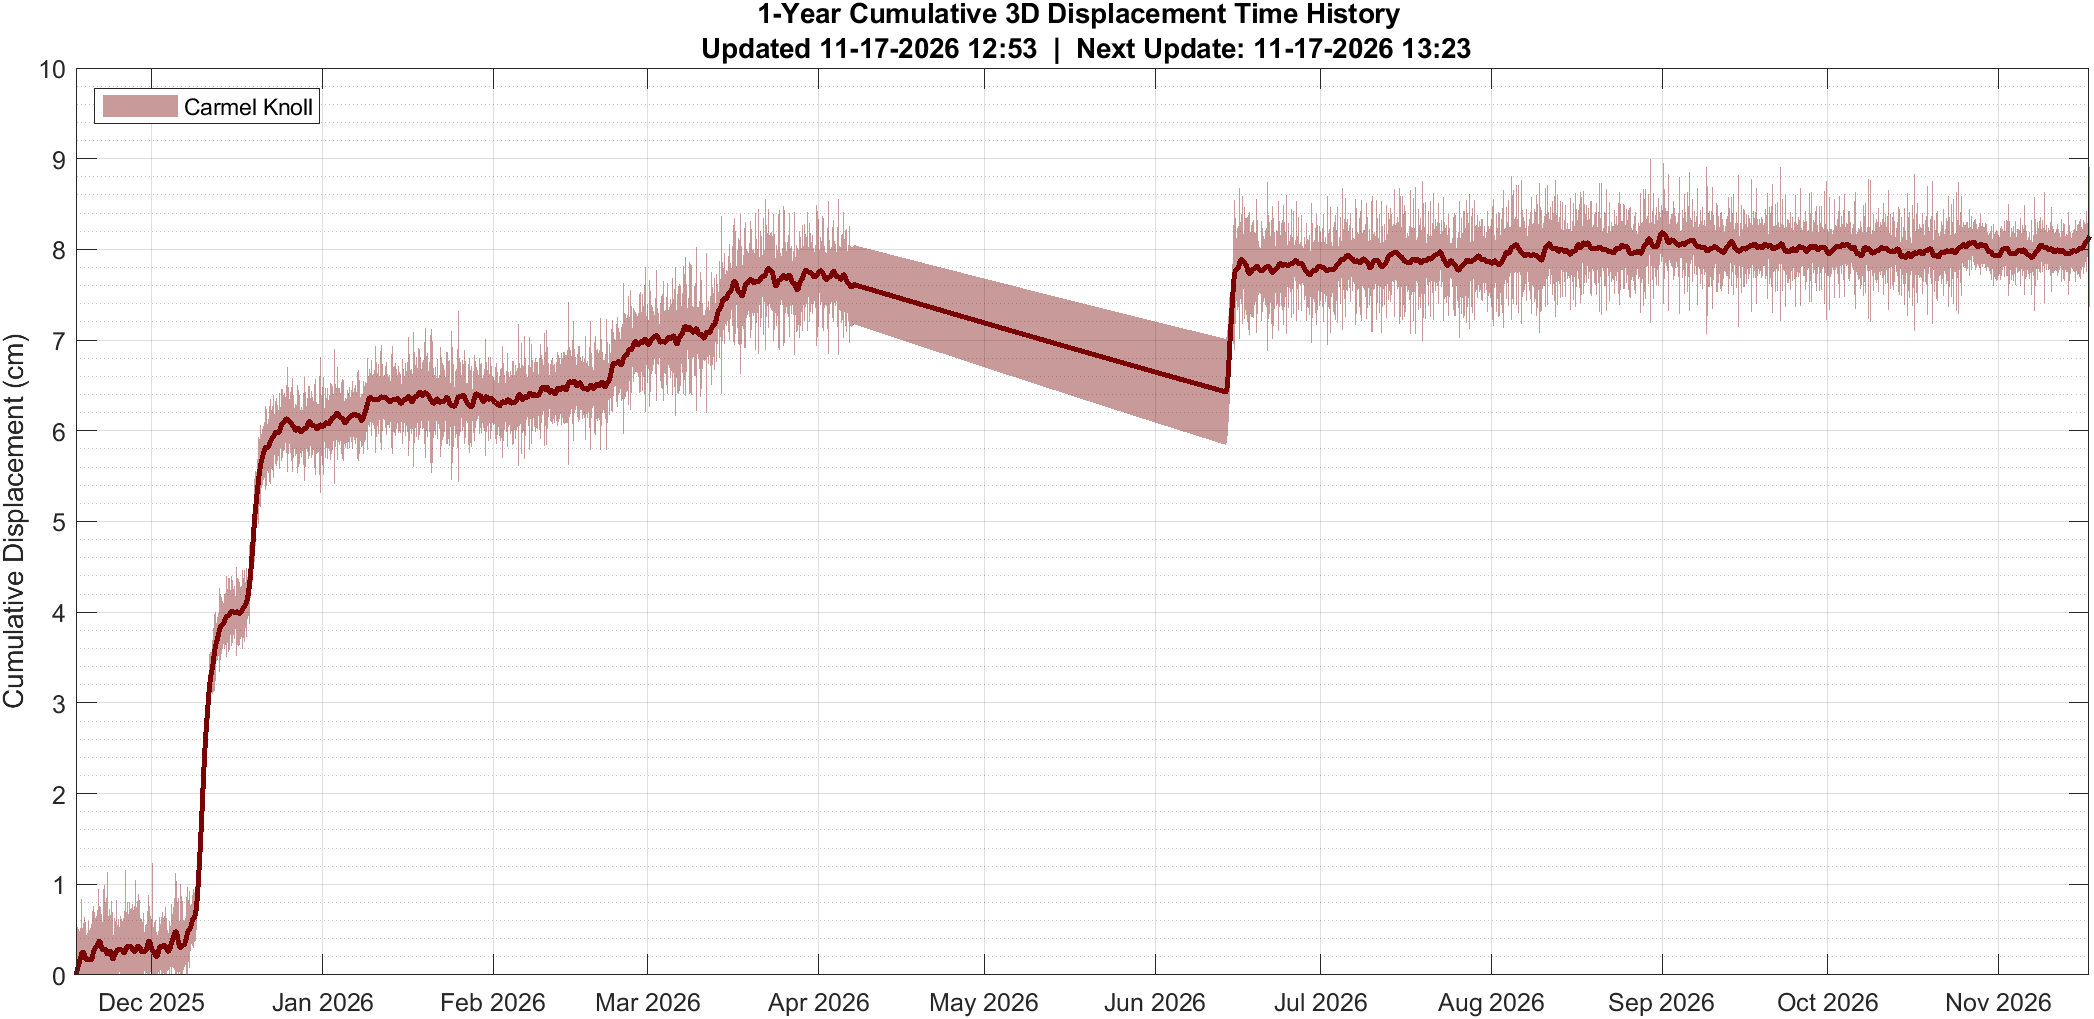 1-Year Cumulative 3D Displacement Time History
Updated 11-17-2026 12:53 | Next Update: 11-17-2026 13:23
Carmel Knoll
Cumulative Displacement (cm)
10
9
8
7
6
5
4
3
2
1
0
Dec 2025
Jan 2026
Feb 2026
Mar 2026
Apr 2026
May 2026
Jun 2026
Jul 2026
Aug 2026
Sep 2026
Oct 2026
Nov 2026